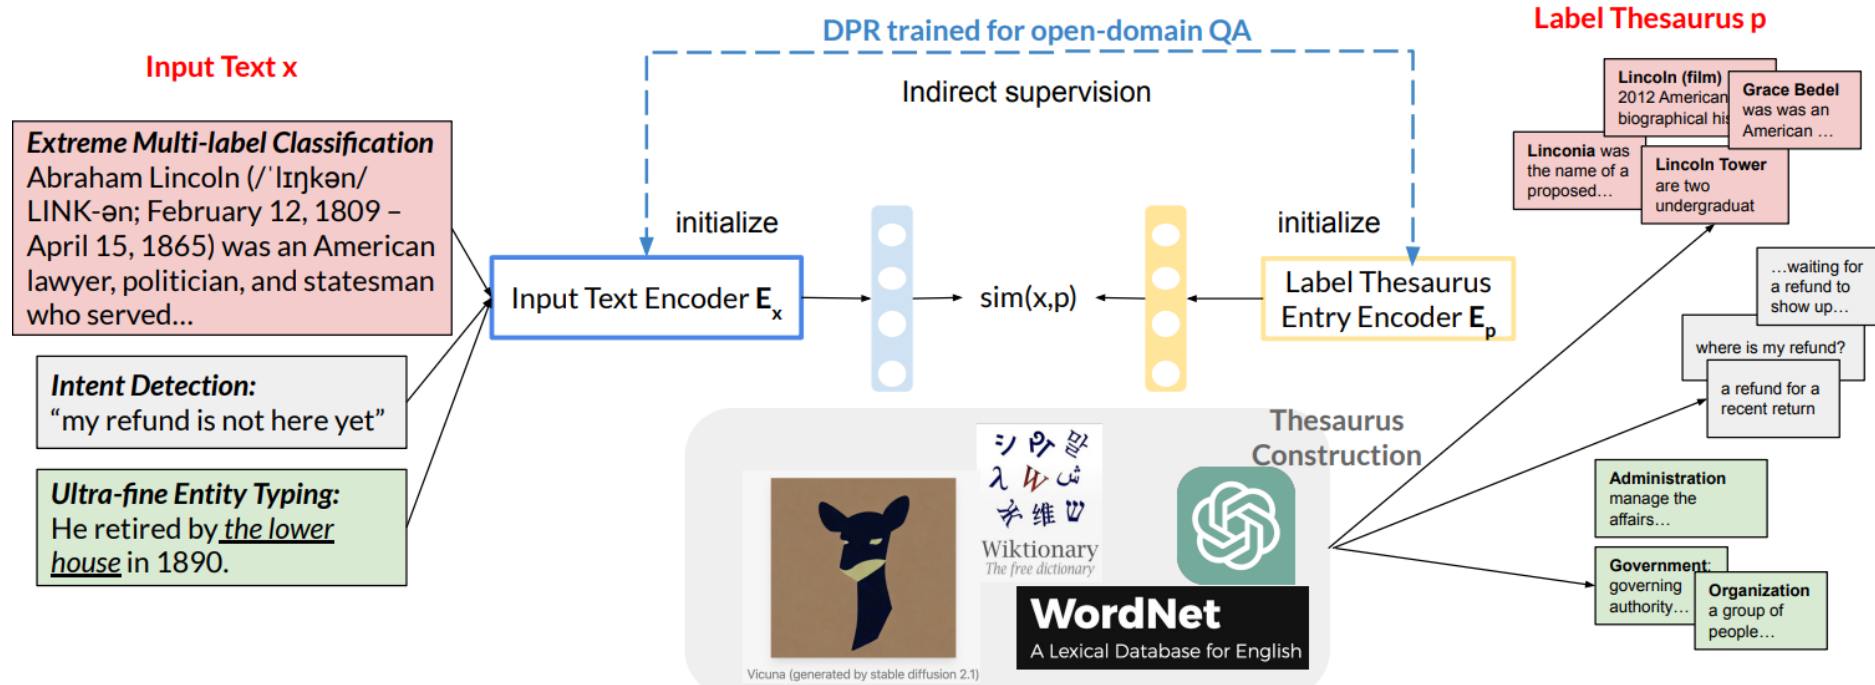 DPR trained for open-domain QA
Label Thesaurus p
Input Text x
Indirect supervision
Extreme Multi-label Classification
Abraham Lincoln (/ˈlɪŋkən/
LINK-ən; February 12, 1809 –
April 15, 1865) was an American
lawyer, politician, and statesman
who served...
Intent Detection:
“my refund is not here yet”
Ultra-fine Entity Typing:
He retired by the lower
house in 1890.
initialize
initialize
Input Text Encoder Ex
sim(x,p)
Label Thesaurus
Entry Encoder Ep
Thesaurus
Construction
シ
말
λ
W
维
Wiktionary
The free dictionary
WordNet
A Lexical Database for English
Vicuna (generated by stable diffusion 2.1)
Lincoln (film)
2012 American
biographical his
Grace Bedel
was was an
American ...
Linconia was
the name of a
proposed...
Lincoln Tower
are two
undergraduat
...waiting for
a refund to
show up...
where is my refund?
a refund for a
recent return
Administration
manage the
affairs...
Government:
governing
authority...
Organization
a group of
people...